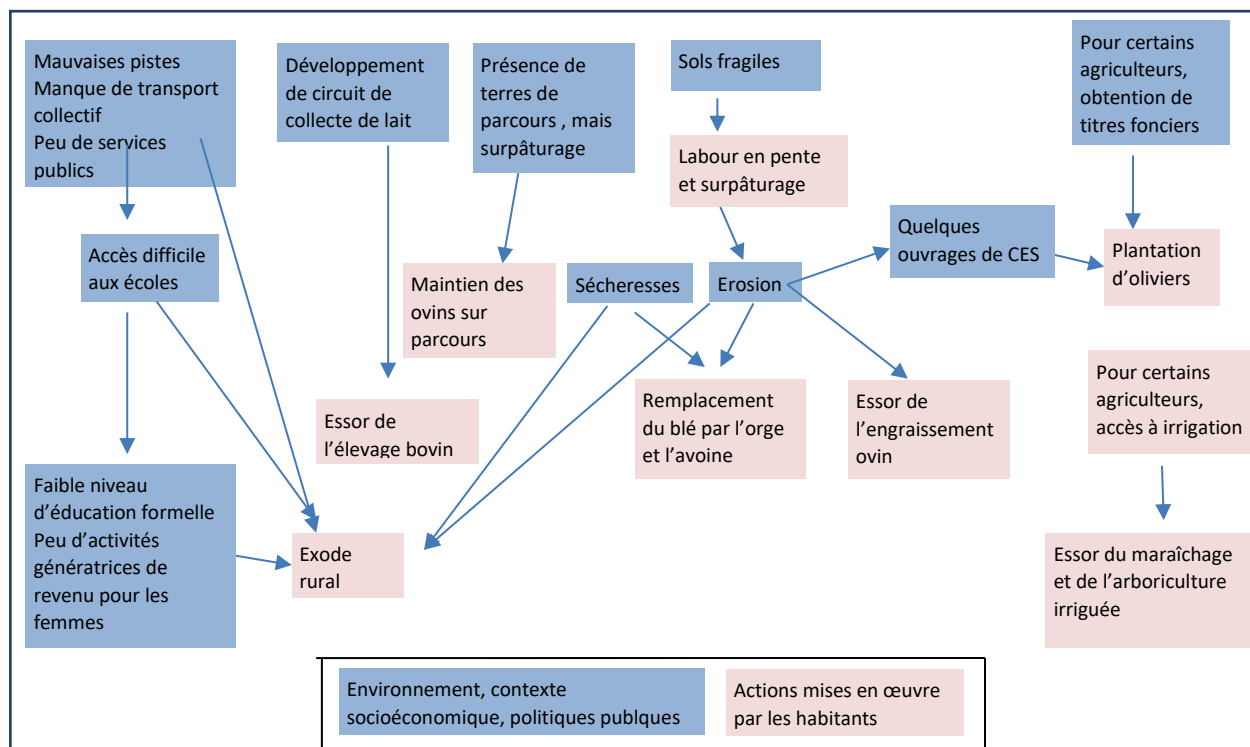 Mauvaises pistes
Manque de transport
collectif
Peu de services
publics
Développement
de circuit de
collecte de lait
Présence de
terres de
parcours , mais
surpâturage
Sols fragiles
Pour certains
agriculteurs,
obtention de
titres fonciers
Labour en pente
et surpâturage
Accès difficile
aux écoles
Maintien des
ovins sur
parcours
Sécheresses
Erosion
Quelques
ouvrages de CES
Plantation
d’oliviers
Essor de
l’élevage bovin
Remplacement
du blé par l’orge
et l’avoine
Essor de
l’engraissement
ovin
Pour certains
agriculteurs,
accès à irrigation
Faible niveau
d’éducation formelle
Peu d’activités
génératrices de
revenu pour les
femmes
Exode
rural
Essor du maraîchage
et de l’arboriculture
irriguée
Environnement, contexte
socioéconomique, politiques publques
Actions mises en œuvre
par les habitants